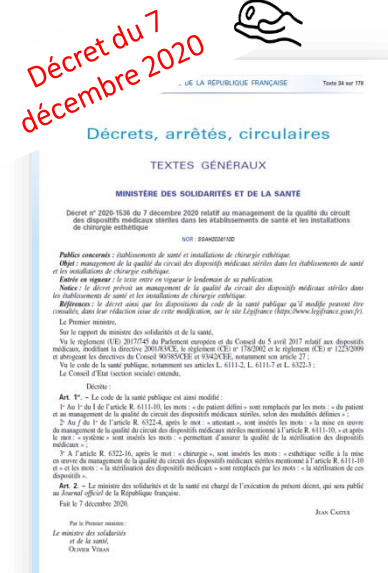 Décret du 7
décembre 2020
DE LA RÉPUBLIQUE FRANÇAISE Texte 34 sur 178
Décrets, arrêtés, circulaires
TEXTES GÉNÉRAUX
MINISTÈRE DES SOLIDARITÉS ET DE LA SANTÉ
Décret n° 2020-1536 du 7 décembre 2020 relatif au management de la qualité du circuit
des dispositifs médicaux stériles dans les établissements de santé et les installations
de chirurgie esthétique
NOR : SSAH2026110D
Publics concernés : établissements de santé et installations de chirurgie esthétique.
Objet : management de la qualité du circuit des dispositifs médicaux stériles dans les établissements de santé
et les installations de chirurgie esthétique.
Entrée en vigueur : le texte entre en vigueur le lendemain de sa publication.
Notice : le décret prévoit un management de la qualité du circuit des dispositifs médicaux stériles dans
les établissements de santé et les installations de chirurgie esthétique.
Références : le décret ainsi que les dispositions du code de la santé publique qu'il modifie peuvent être
consultés, dans leur rédaction issue de cette modification, sur le site Légifrance (https://www.legifrance.gouv.fr).
Le Premier ministre,
Sur le rapport du ministre des solidarités et de la santé,
Vu le règlement (UE) 2017/745 du Parlement européen et du Conseil du 5 avril 2017 relatif aux dispositifs
médicaux, modifiant la directive 2001/83/CE, le règlement (CE) n° 178/2002 et le règlement (CE) n° 1223/2009
et abrogeant les directives du Conseil 90/385/CEE et 93/42/CEE, notamment son article 27 ;
Vu le code de la santé publique, notamment ses articles L. 6111-2, L. 6111-7 et L. 6322-3 ;
Le Conseil d'Etat (section sociale) entendu,
Décrète :
Art. 1er. – Le code de la santé publique est ainsi modifié :
1° Au 1° du I de l'article R. 6111-10, les mots : « de patient défini » sont remplacés par les mots : « du patient
et au management de la qualité du circuit des dispositifs médicaux stériles, selon des modalités définies » ;
2° Au f du 1° de l'article R. 6322-4, après le mot : « attestant », sont insérés les mots : « la mise en œuvre
du management de la qualité du circuit des dispositifs médicaux stériles mentionné à l'article R. 6111-10, » et après
le mot : « système » sont insérés les mots : « permettant d'assurer la qualité de la stérilisation des dispositifs
médicaux » ;
3° A l'article R. 6322-16, après le mot : « chirurgie », sont insérés les mots : « esthétique veille à la mise
en œuvre du management de la qualité du circuit des dispositifs médicaux stériles mentionné à l'article R. 6111-10
et » et les mots : « la stérilisation des dispositifs médicaux » sont remplacés par les mots : « la stérilisation de ces
dispositifs ».
Art. 2. – Le ministre des solidarités et de la santé est chargé de l'exécution du présent décret, qui sera publié
au Journal officiel de la République française.
Fait le 7 décembre 2020.
JEAN CASTEX
Par le Premier ministre :
Le ministre des solidarités
et de la santé,
OLIVIER VÉRAN